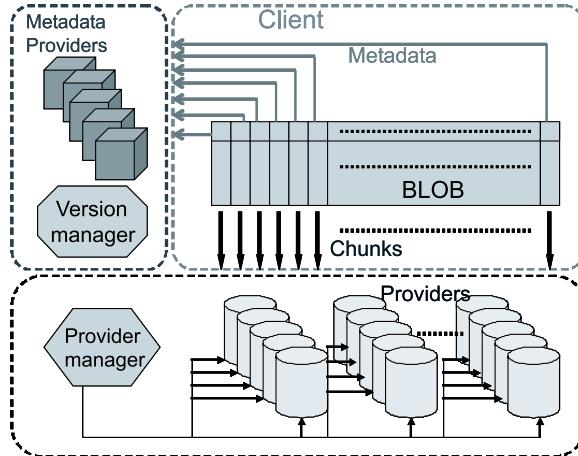 Metadata
Providers
Client
Metadata
BLOB
Version
manager
Chunks
Providers
Provider
manager